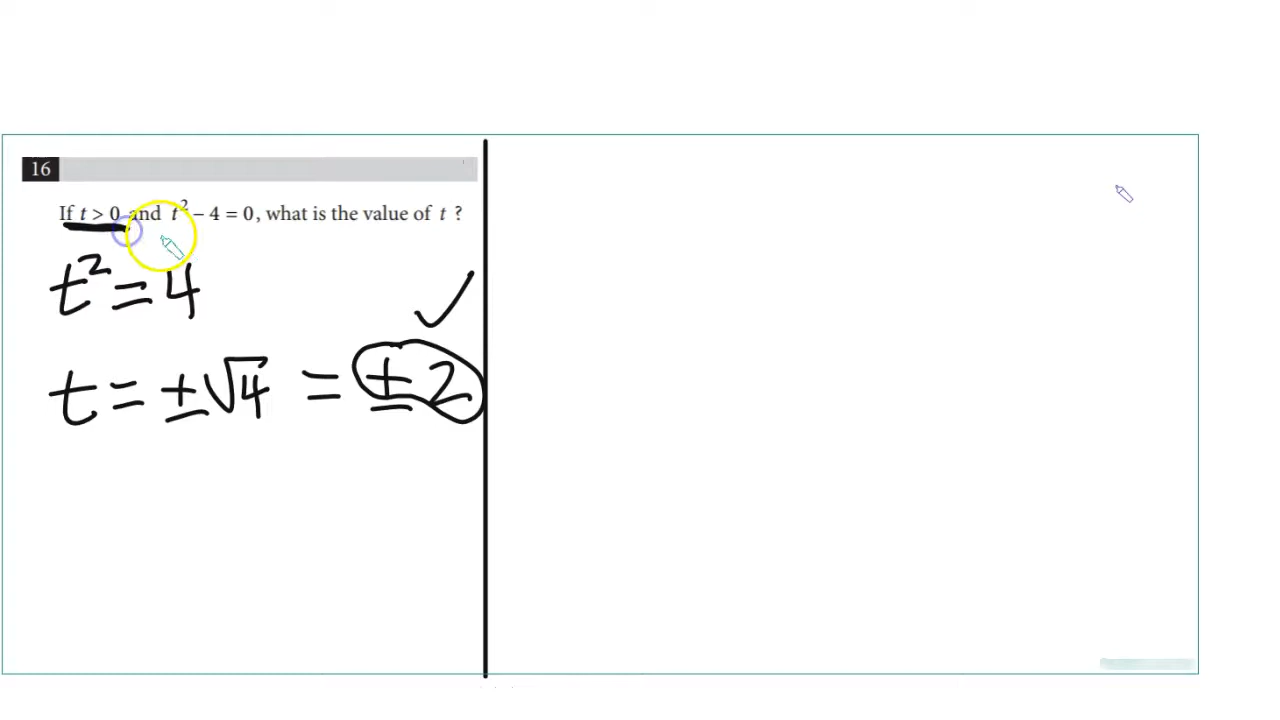 16
If t > 0 and t² − 4 = 0, what is the value of t ?
t² = 4
t = ±√4 = ±2